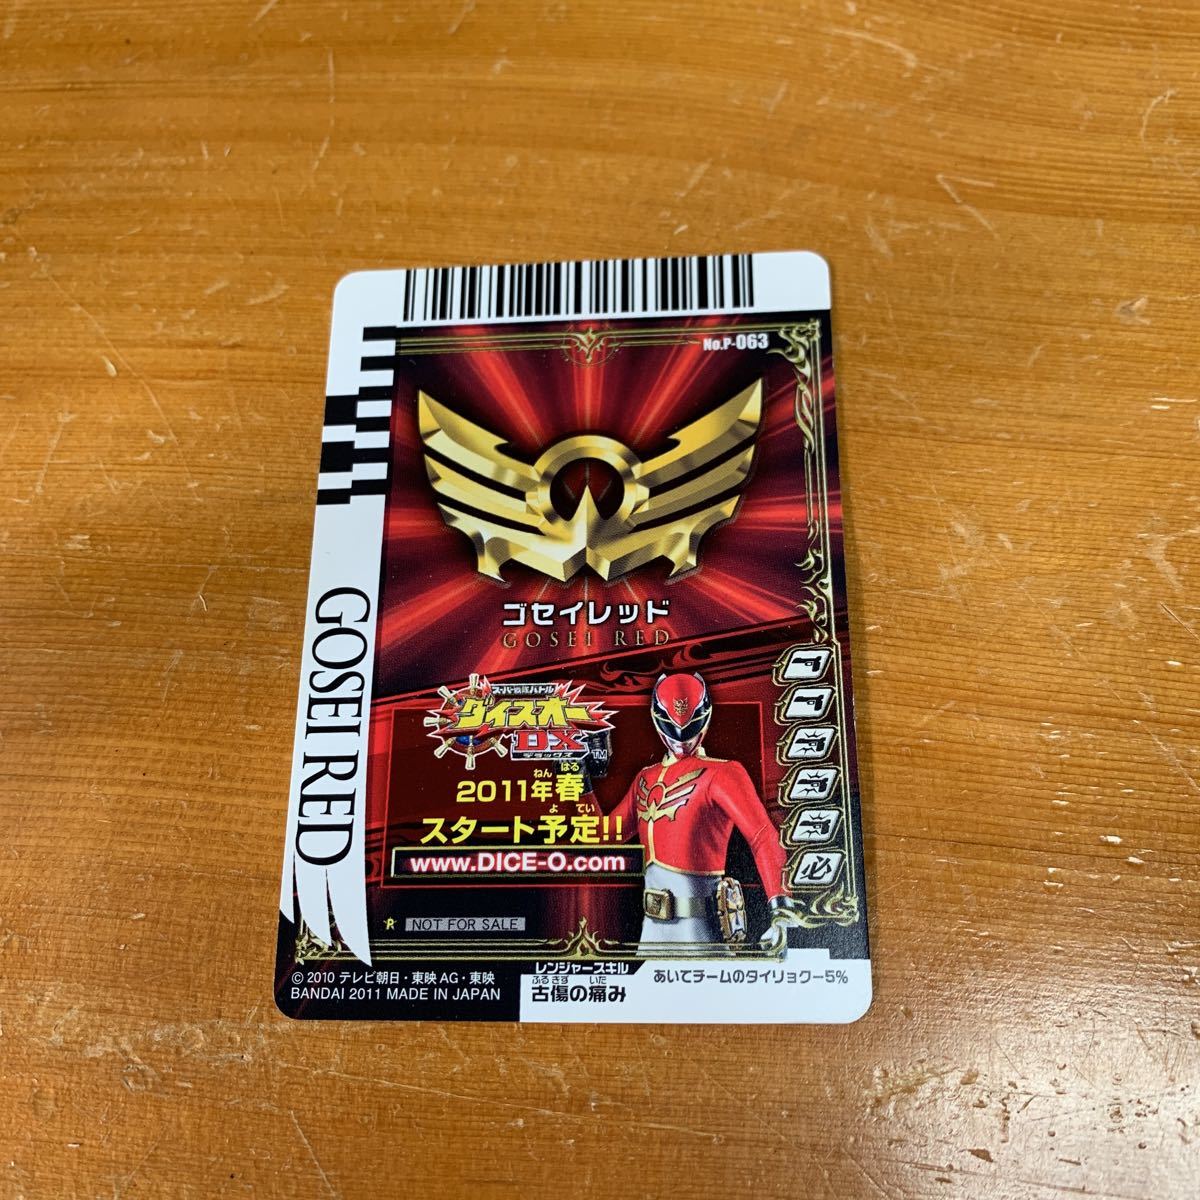 No.P-063
ゴセイレッド
GOSEI RED
GOSEI RED
スーパー戦隊バトル
ダイスオー
DX
デラックス
TM
2011年春
ねん はる
スタート予定!!
よ てい
www.DICE-O.com
R NOT FOR SALE
必
© 2010 テレビ朝日・東映AG・東映
BANDAI 2011 MADE IN JAPAN
レンジャースキル
ふるきず いた
古傷の痛み
あいてチームのタイリョクー5%